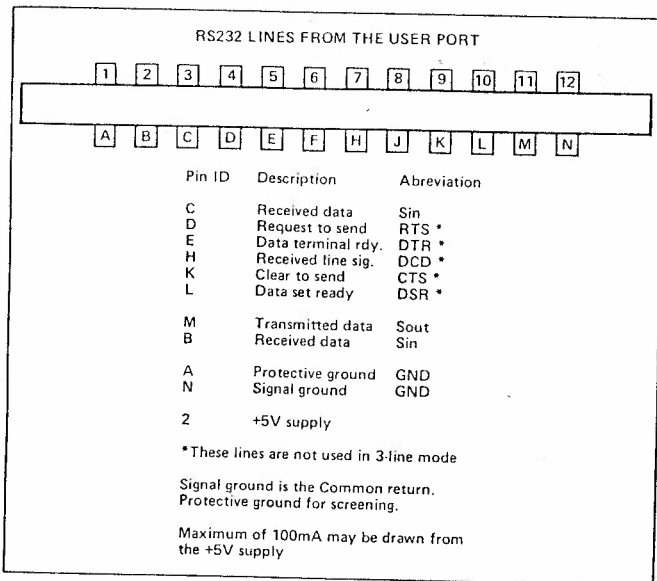 RS232 LINES FROM THE USER PORT
1 2 3 4 5 6 7 8 9 10 11 12
A B C D E F H J K L M N
Pin ID Description Abreviation
C Received data Sin
D Request to send RTS *
E Data terminal rdy. DTR *
H Received line sig. DCD *
K Clear to send CTS *
L Data set ready DSR *
M Transmitted data Sout
B Received data Sin
A Protective ground GND
N Signal ground GND
2 +5V supply
*These lines are not used in 3-line mode
Signal ground is the Common return.
Protective ground for screening.
Maximum of 100mA may be drawn from
the +5V supply